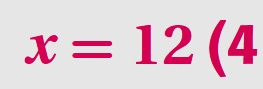 x = 12 (4